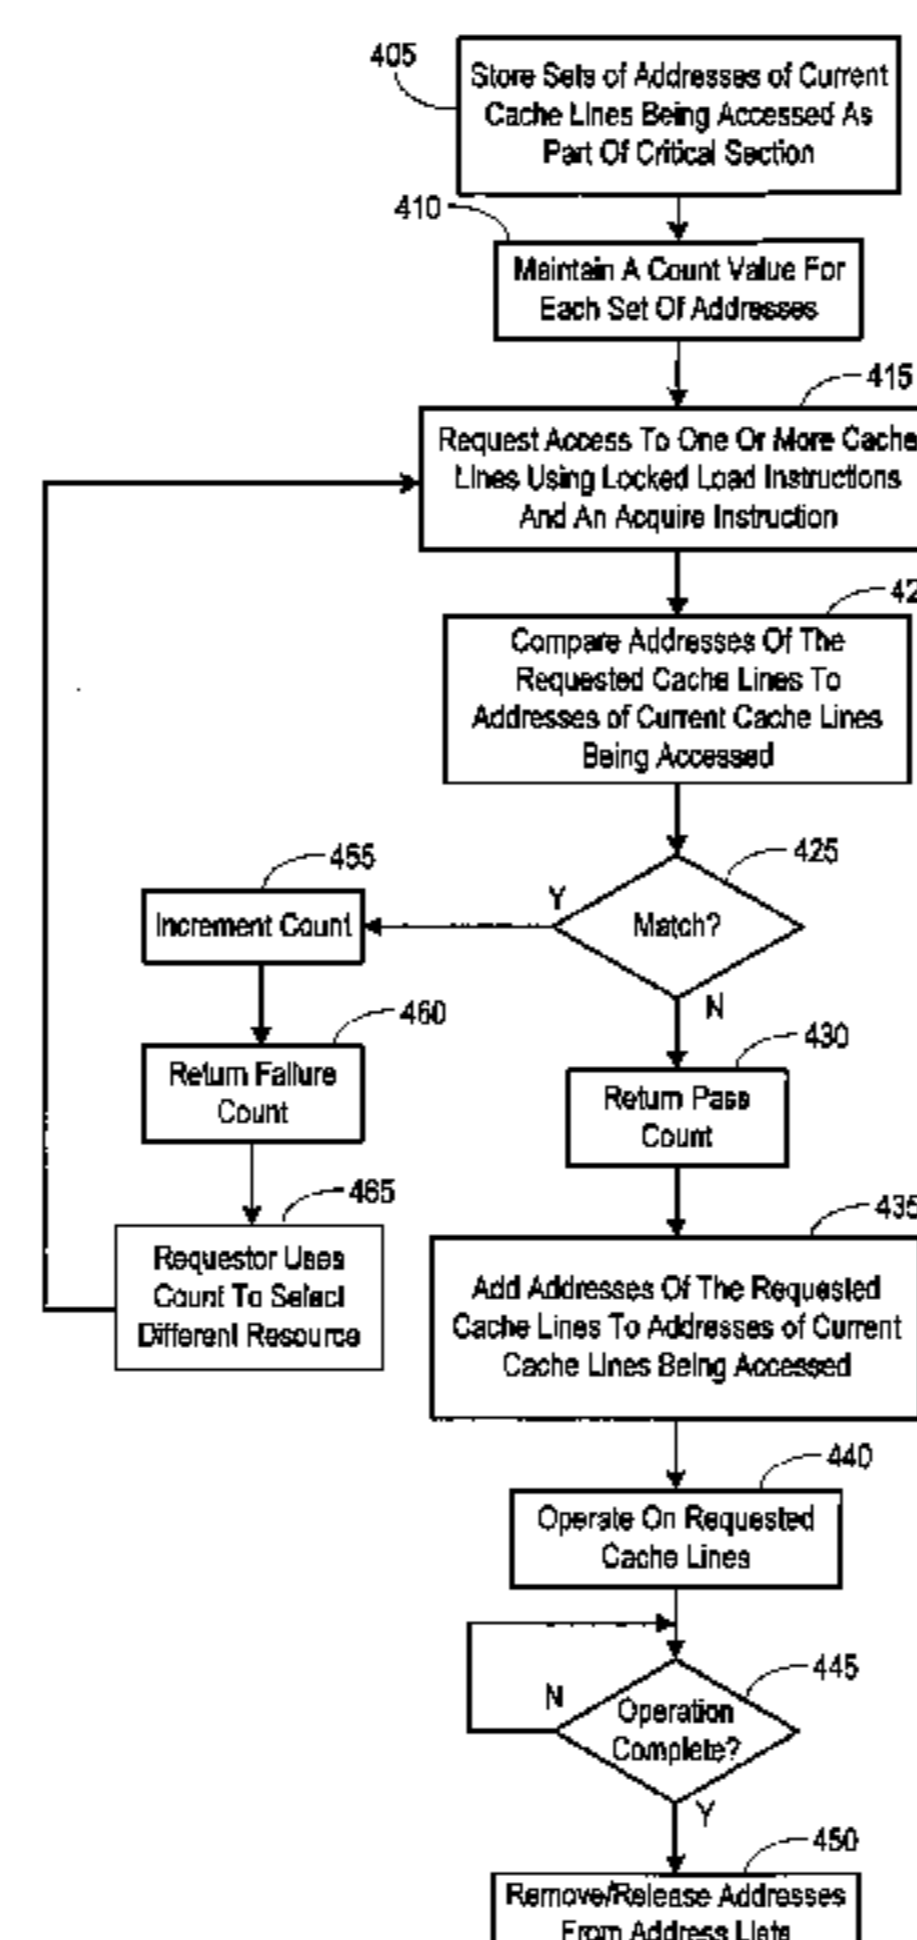 405
Store Sets of Addresses of Current
Cache Lines Being Accessed As
Part Of Critical Section
410
Maintain A Count Value For
Each Set Of Addresses
415
Request Access To One Or More Cache
Lines Using Locked Load Instructions
And An Acquire Instruction
42
Compare Addresses Of The
Requested Cache Lines To
Addresses of Current Cache Lines
Being Accessed
425
Match?
Y
N
455
Increment Count
460
Return Failure
Count
465
Requestor Uses
Count To Select
Different Resource
430
Return Pass
Count
435
Add Addresses Of The Requested
Cache Lines To Addresses of Current
Cache Lines Being Accessed
440
Operate On Requested
Cache Lines
445
N
Operation
Complete?
Y
450
Remove/Release Addresses
From Address Lists